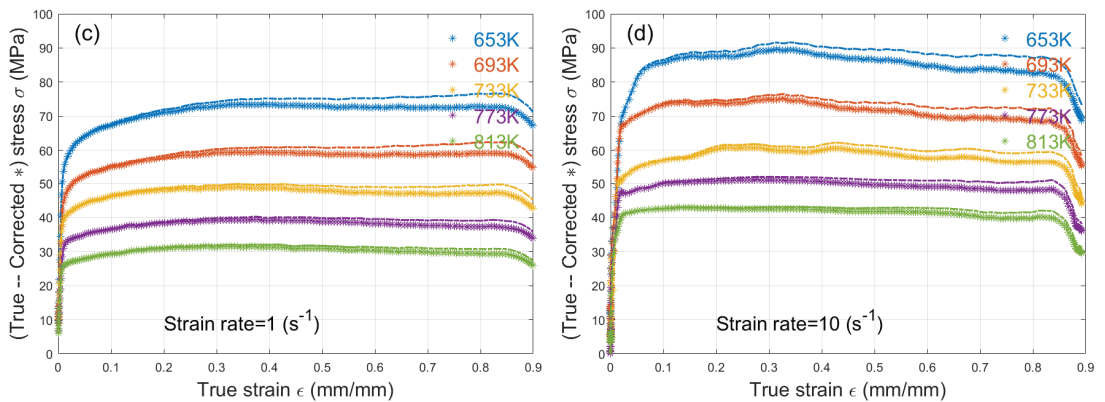 (c)
653K
693K
733K
773K
813K
Strain rate=1 (s⁻¹)
(True -- Corrected *) stress σ (MPa)
100
90
80
70
60
50
40
30
20
10
0
0 0.1 0.2 0.3 0.4 0.5 0.6 0.7 0.8 0.9
True strain ϵ (mm/mm)
(d)
653K
693K
733K
773K
813K
Strain rate=10 (s⁻¹)
(True -- Corrected *) stress σ (MPa)
100
90
80
70
60
50
40
30
20
10
0
0 0.1 0.2 0.3 0.4 0.5 0.6 0.7 0.8 0.9
True strain ϵ (mm/mm)